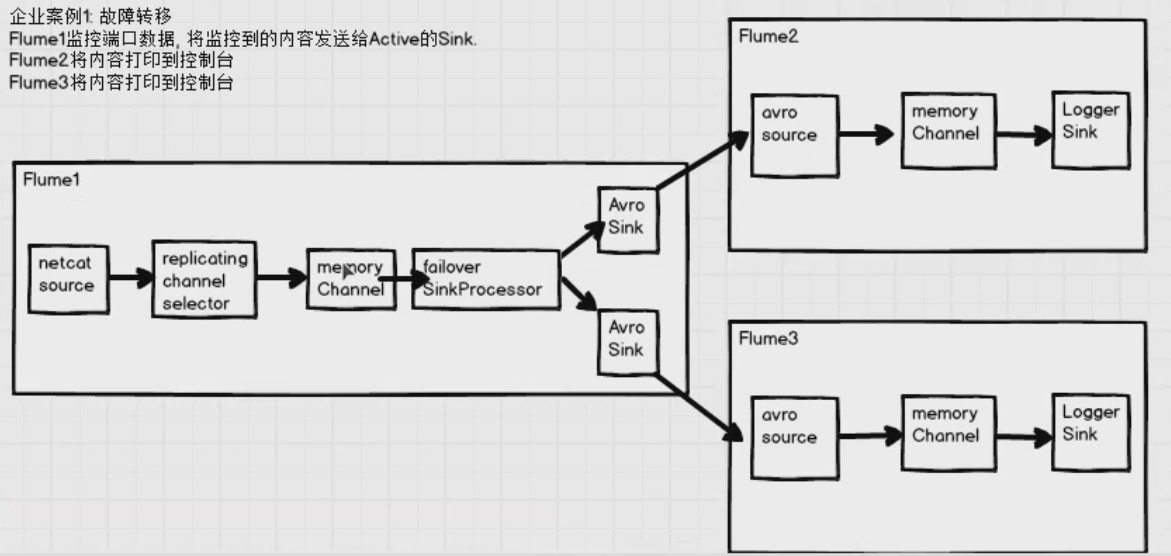 企业案例1: 故障转移
Flume1监控端口数据, 将监控到的内容发送给Active的Sink.
Flume2将内容打印到控制台
Flume3将内容打印到控制台
Flume1
netcat
source
replicating
channel
selector
memory
Channel
failover
SinkProcessor
Avro
Sink
Avro
Sink
Flume2
avro
source
memory
Channel
Logger
Sink
Flume3
avro
source
memory
Channel
Logger
Sink